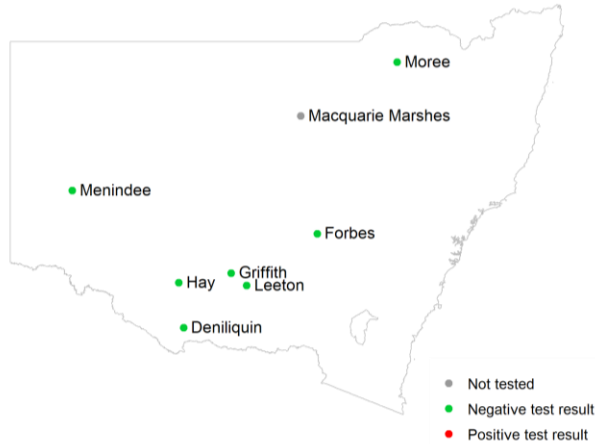 Moree
Macquarie Marshes
Menindee
Forbes
Griffith
Hay
Leeton
Deniliquin
Not tested
Negative test result
Positive test result